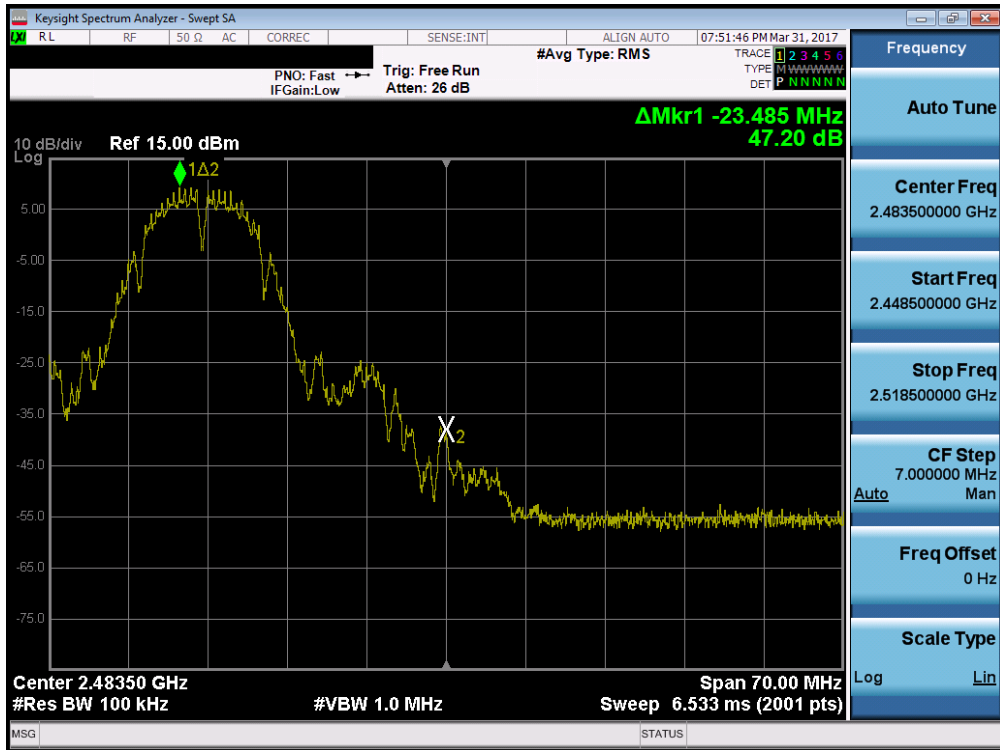 Keysight Spectrum Analyzer - Swept SA
LXI RL RF 50 Ω AC CORREC SENSE:INT ALIGN AUTO 07:51:46 PM Mar 31, 2017
#Avg Type: RMS TRACE 1 2 3 4 5 6
PNO: Fast Trig: Free Run TYPE M W W W W W
IFGain:Low Atten: 26 dB DET P N N N N N
ΔMkr1 -23.485 MHz
47.20 dB
10 dB/div Ref 15.00 dBm
Log
1Δ2
5.00
-5.00
-15.0
-25.0
-35.0
X2
-45.0
-55.0
-65.0
-75.0
Center 2.48350 GHz Span 70.00 MHz
#Res BW 100 kHz #VBW 1.0 MHz Sweep 6.533 ms (2001 pts)
MSG STATUS
Frequency
Auto Tune
Center Freq
2.483500000 GHz
Start Freq
2.448500000 GHz
Stop Freq
2.518500000 GHz
CF Step
7.000000 MHz
Auto Man
Freq Offset
0 Hz
Scale Type
Log Lin